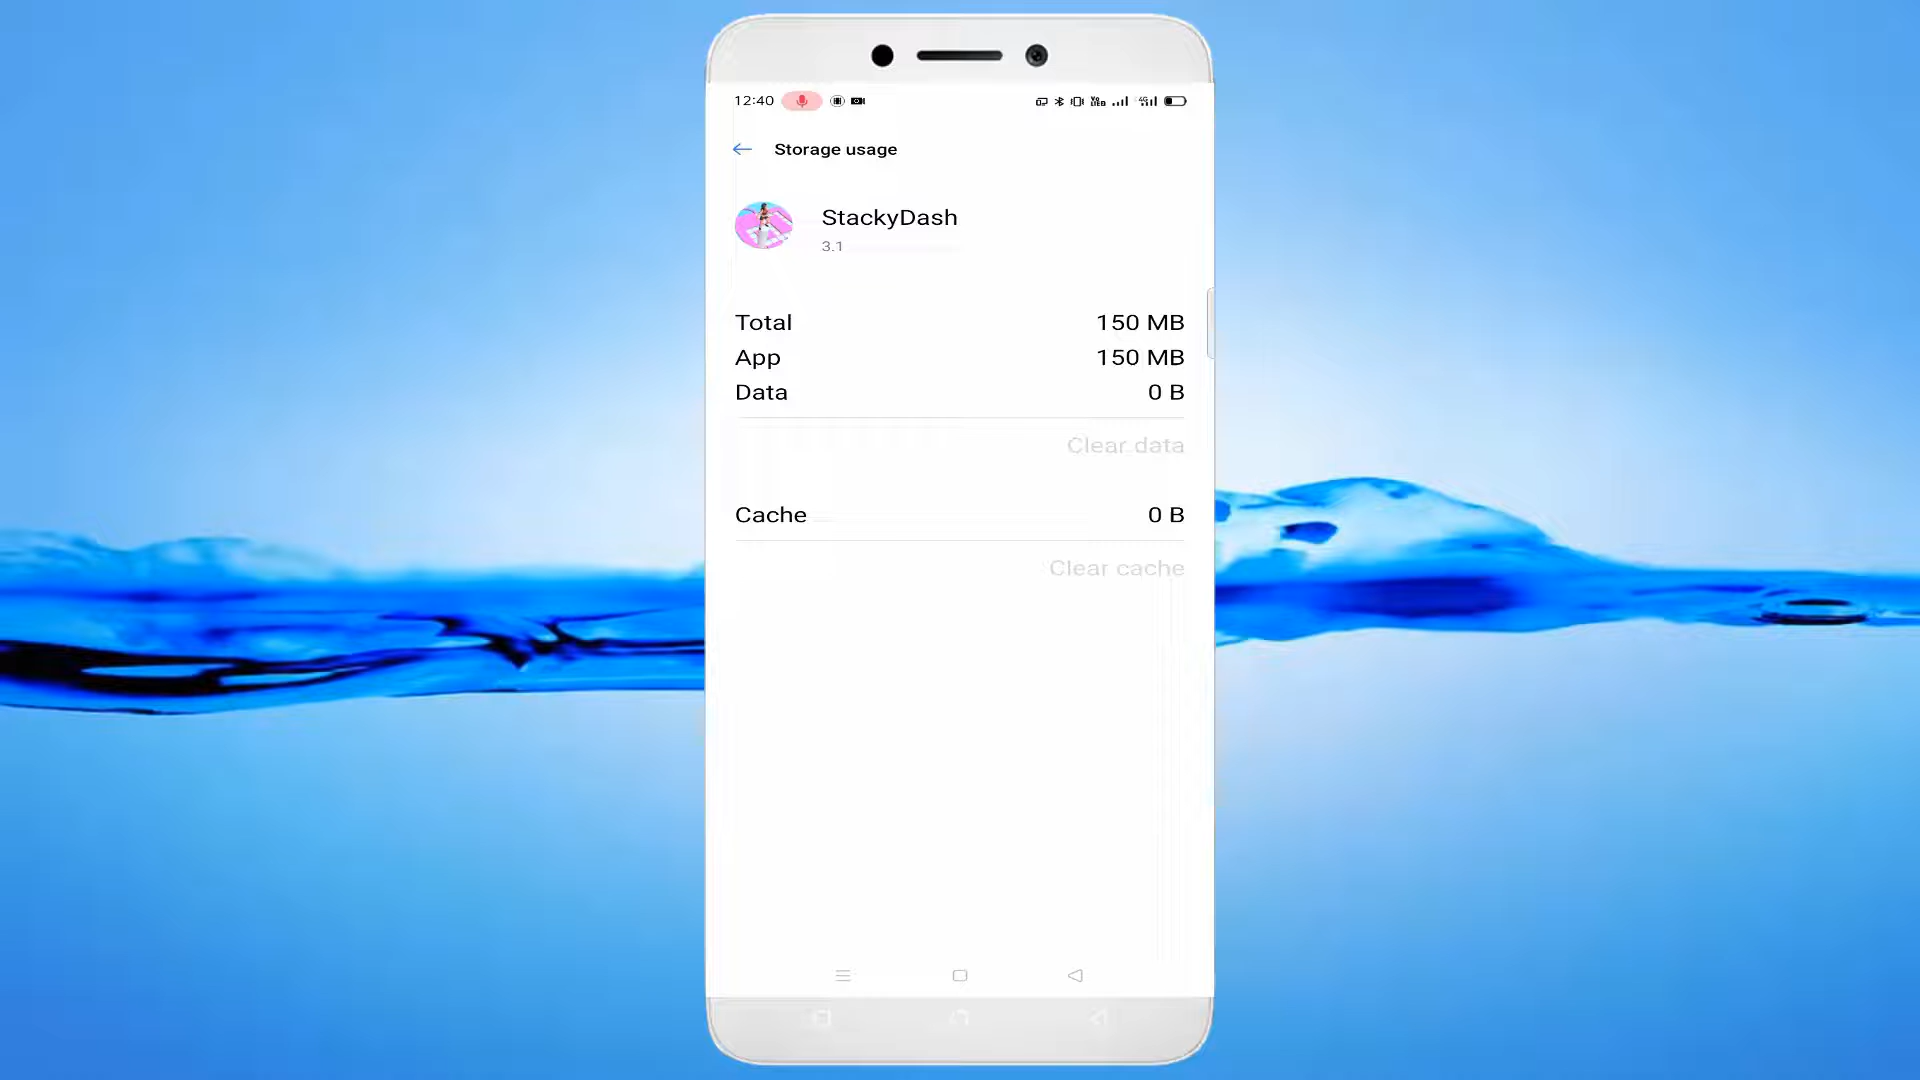 12:40
Storage usage
StackyDash
3.1
Total 150 MB
App 150 MB
Data 0 B
Clear data
Cache 0 B
Clear cache